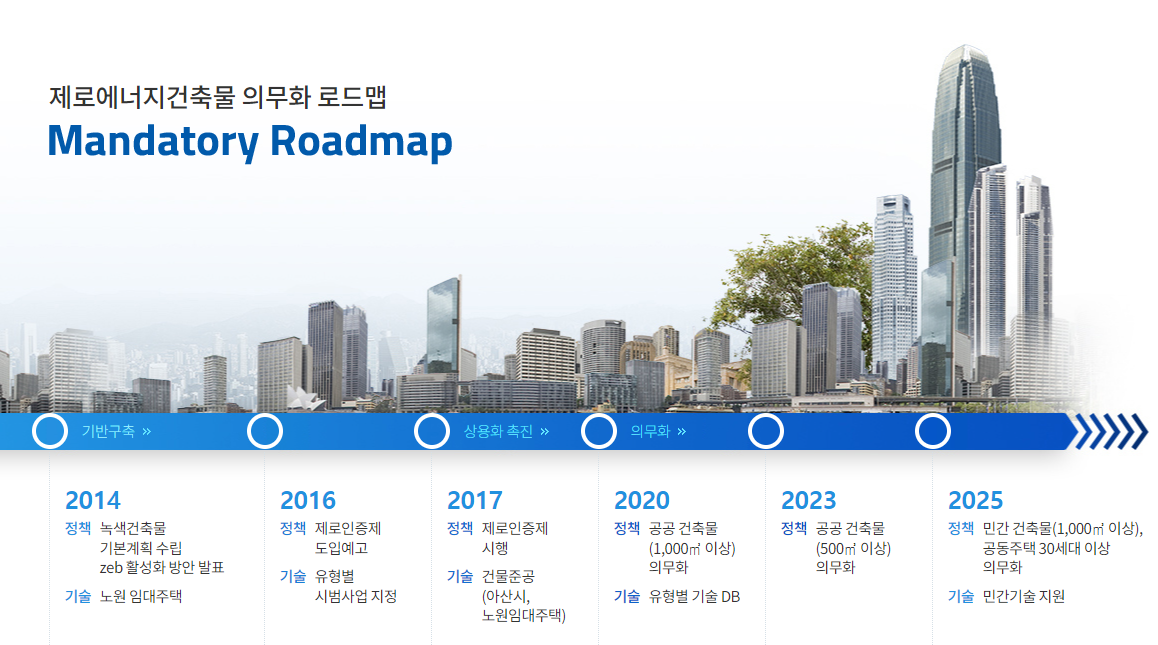 제로에너지건축물 의무화 로드맵
Mandatory Roadmap
기반구축 »
상용화 촉진 »
의무화 »
2014
정책 녹색건축물
기본계획 수립
zeb 활성화 방안 발표
기술 노원 임대주택
2016
정책 제로인증제
도입예고
기술 유형별
시범사업 지정
2017
정책 제로인증제
시행
기술 건물준공
(아산시,
노원임대주택)
2020
정책 공공 건축물
(1,000㎡ 이상)
의무화
기술 유형별 기술 DB
2023
정책 공공 건축물
(500㎡ 이상)
의무화
2025
정책 민간 건축물(1,000㎡ 이상),
공동주택 30세대 이상
의무화
기술 민간기술 지원